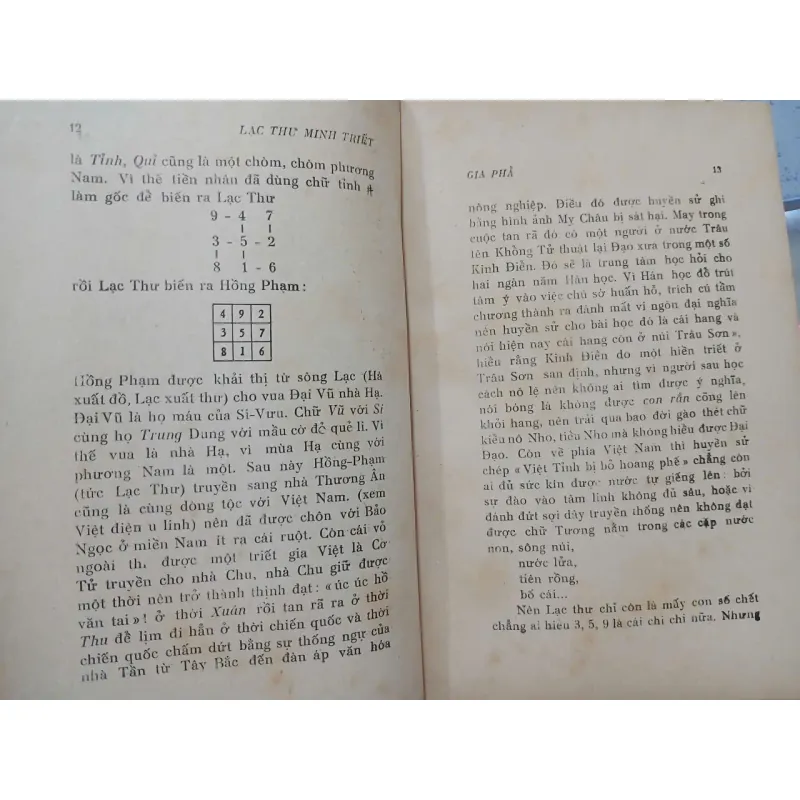 12
LẠC THƯ MINH TRIẾT
là Tỉnh, Quỉ cũng là một chòm, chòm phương
Nam. Vì thế tiền nhân đã dùng chữ tỉnh 井
làm gốc để biến ra Lạc Thư
9 - 4 7
3 - 5 - 2
8 1 - 6
rồi Lạc Thư biến ra Hồng Phạm :
4 9 2
3 5 7
8 1 6
Hồng Phạm được khải thị từ sông Lạc (Hà
xuất đồ, Lạc xuất thư) cho vua Đại Vũ nhà Hạ.
Đại Vũ là họ máu của Si-Vưu. Chữ Vũ với Si
cùng họ Trung Dung với mầu cờ đỏ quẻ li. Vì
thế vua là nhà Hạ, vì mùa Hạ cùng với
phương Nam là một. Sau này Hồng-Phạm
(tức Lạc Thư) truyền sang nhà Thương Ân
cũng là cùng dòng tộc với Việt Nam. (xem
Việt điện u linh) nên đã được chôn với Bảo
Ngọc ở miền Nam ít ra cái ruột. Còn cái vỏ
ngoài thì được một triết gia Việt là Cơ
Tử truyền cho nhà Chu, nhà Chu giữ được
một thời nên trở thành thịnh đạt: «úc úc hồ
văn tai»! ở thời Xuân rồi tan rã ra ở thời
Thu để lịm đi hẳn ở thời chiến quốc và thời
chiến quốc chấm dứt bằng sự thống ngự của
nhà Tần từ Tây Bắc đến đàn áp văn hóa
GIA PHẢ
13
nông nghiệp. Điều đó được huyền sử ghi
bằng hình ảnh My Châu bị sát hại. May trong
cuộc tan rã đó có một người ở nước Trâu
tên Khổng Tử thuật lại Đạo xưa trong một số
Kinh Điển. Đó sẽ là trung tâm học hỏi cho
hai ngàn năm Hán học. Vì Hán học đổ trút
tâm ý vào việc chú sớ huấn hỗ, trích cú tầm
chương thành ra đánh mất vi ngôn đại nghĩa
nên huyền sử cho bài học đó là cái hang và
nói hiện nay cái hang còn ở núi Trâu Sơn»,
hiểu rằng Kinh Điển do một hiền triết ở
Trâu Sơn san định, nhưng vì người sau học
cách nô lệ nên không ai tìm được ý nghĩa,
nói bóng là không được con rắn cõng lên
khỏi hang, nên trải qua bao đời gào thét chữ
kiểu nô Nho, tiểu Nho mà không hiểu được Đại
Đạo. Còn về phía Việt Nam thì huyền sử
chép «Việt Tỉnh bị bỏ hoang phế» chẳng còn
ai đủ sức kín được nước tự giếng lên : bởi
sự đào vào tâm linh không đủ sâu, hoặc vì
đánh đứt sợi dây truyền thống nên không đạt
được chữ Tương nằm trong các cặp nước
non, sông núi,
nước lửa,
tiên rồng,
bố cái...
Nên Lạc thư chỉ còn là mấy con số chết
chẳng ai hiểu 3, 5, 9 là cái chi chi nữa. Nhưng